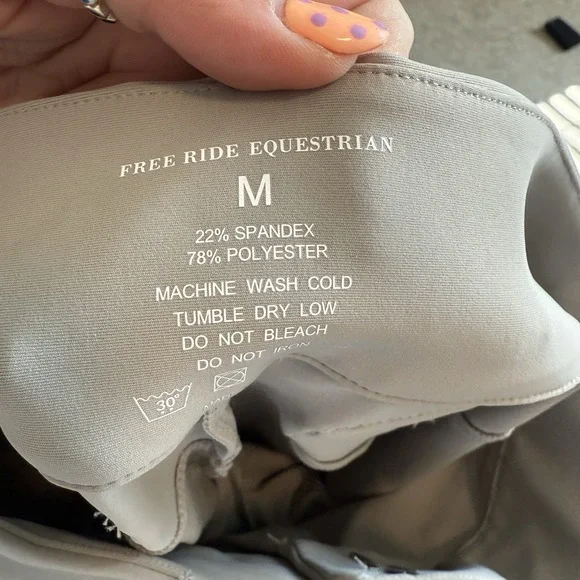 FREE RIDE EQUESTRIAN
M
22% SPANDEX
78% POLYESTER
MACHINE WASH COLD
TUMBLE DRY LOW
DO NOT BLEACH
DO NOT IRON
30°